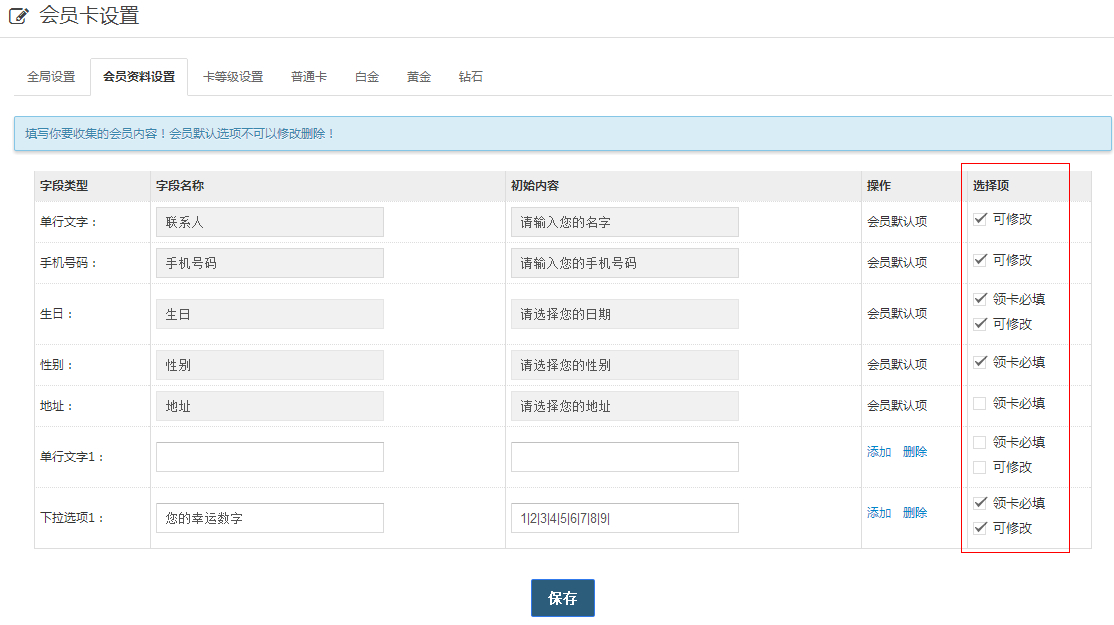 会员卡设置
全局设置 会员资料设置 卡等级设置 普通卡 白金 黄金 钻石
填写你要收集的会员内容！会员默认选项不可以修改删除！
字段类型 字段名称 初始内容 操作 选择项
单行文字： 联系人 请输入您的名字 会员默认项 可修改
手机号码： 手机号码 请输入您的手机号码 会员默认项 可修改
领卡必填
生日： 生日 请选择您的日期 会员默认项
可修改
性别： 性别 请选择您的性别 会员默认项 领卡必填
地址： 地址 请选择您的地址 会员默认项 领卡必填
领卡必填
单行文字1： 添加 删除
可修改
领卡必填
下拉选项1： 您的幸运数字 1|2|3|4|5|6|7|8|9| 添加 删除
可修改
保存